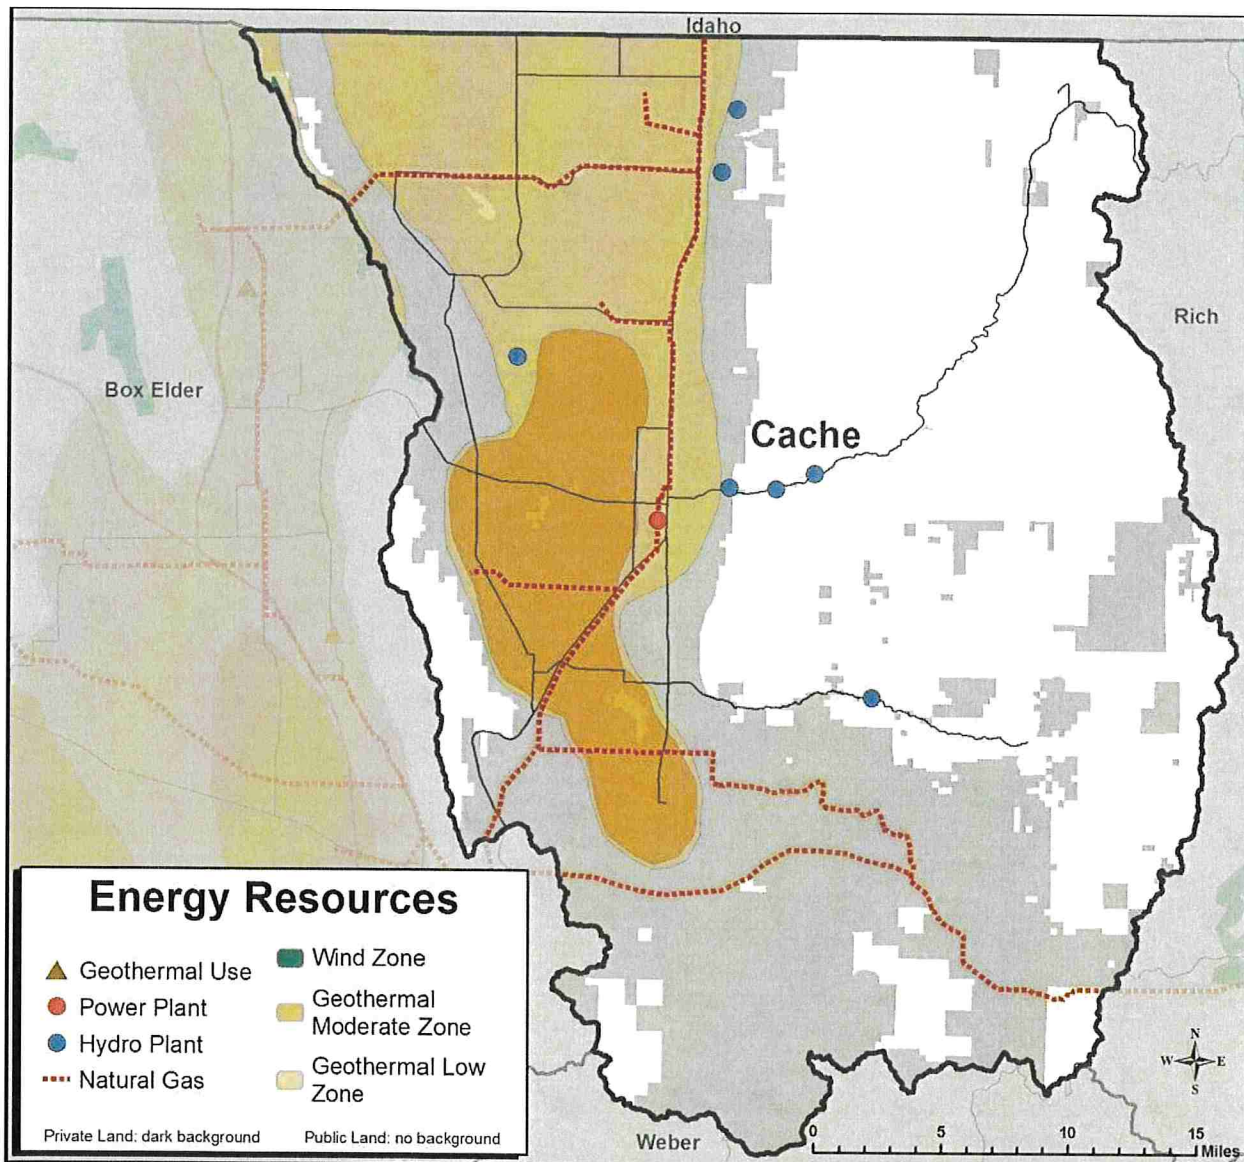 Idaho
Rich
Box Elder
Cache
Energy Resources
Geothermal Use
Power Plant
Hydro Plant
Natural Gas
Wind Zone
Geothermal
Moderate Zone
Geothermal Low
Zone
Private Land: dark background
Public Land: no background
Weber
N
W E
S
0 5 10 15
Miles